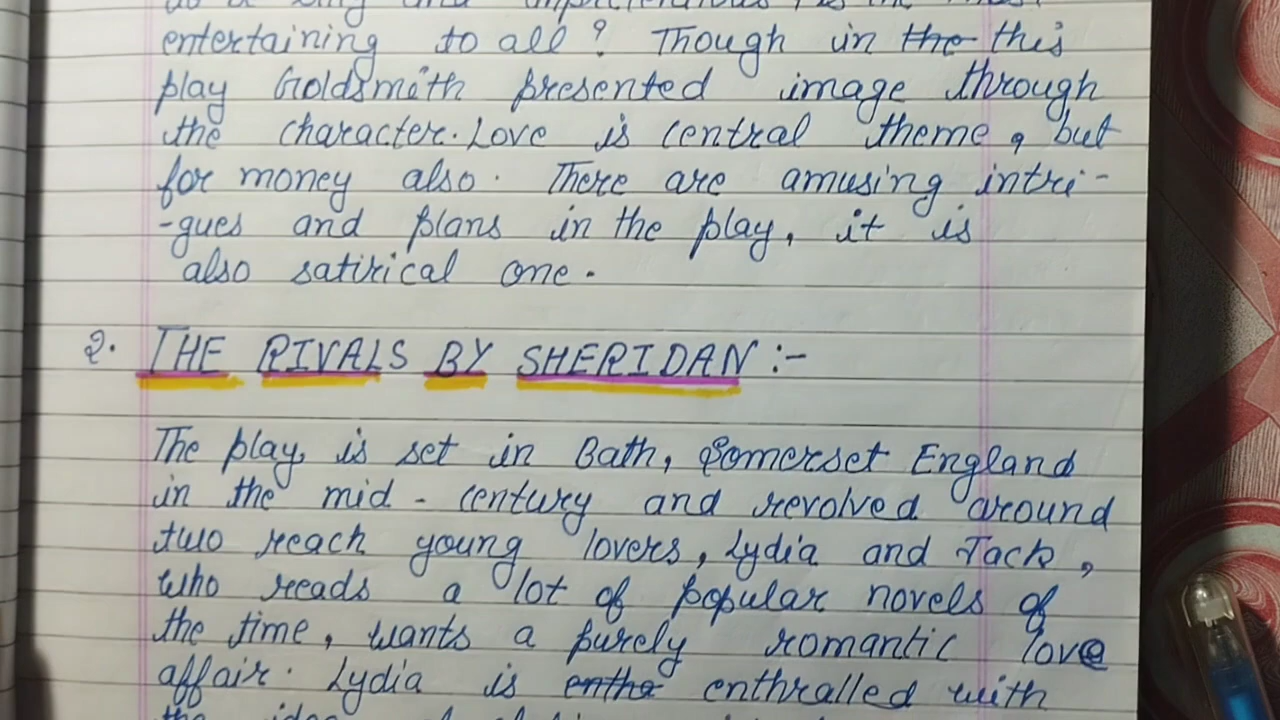 entertaining to all? Though in the this
play Goldsmith presented image through
the character. Love is central theme, but
for money also. There are amusing intri-
-gues and plans in the play, it is
also satirical one.
2. THE RIVALS BY SHERIDAN :-
The play, is set in Bath, Somerset England
in the mid - century and revolved around
two reach young lovers, Lydia and Jack,
who reads a lot of popular novels of
the time, wants a purely romantic love
affair. Lydia is entha enthralled with